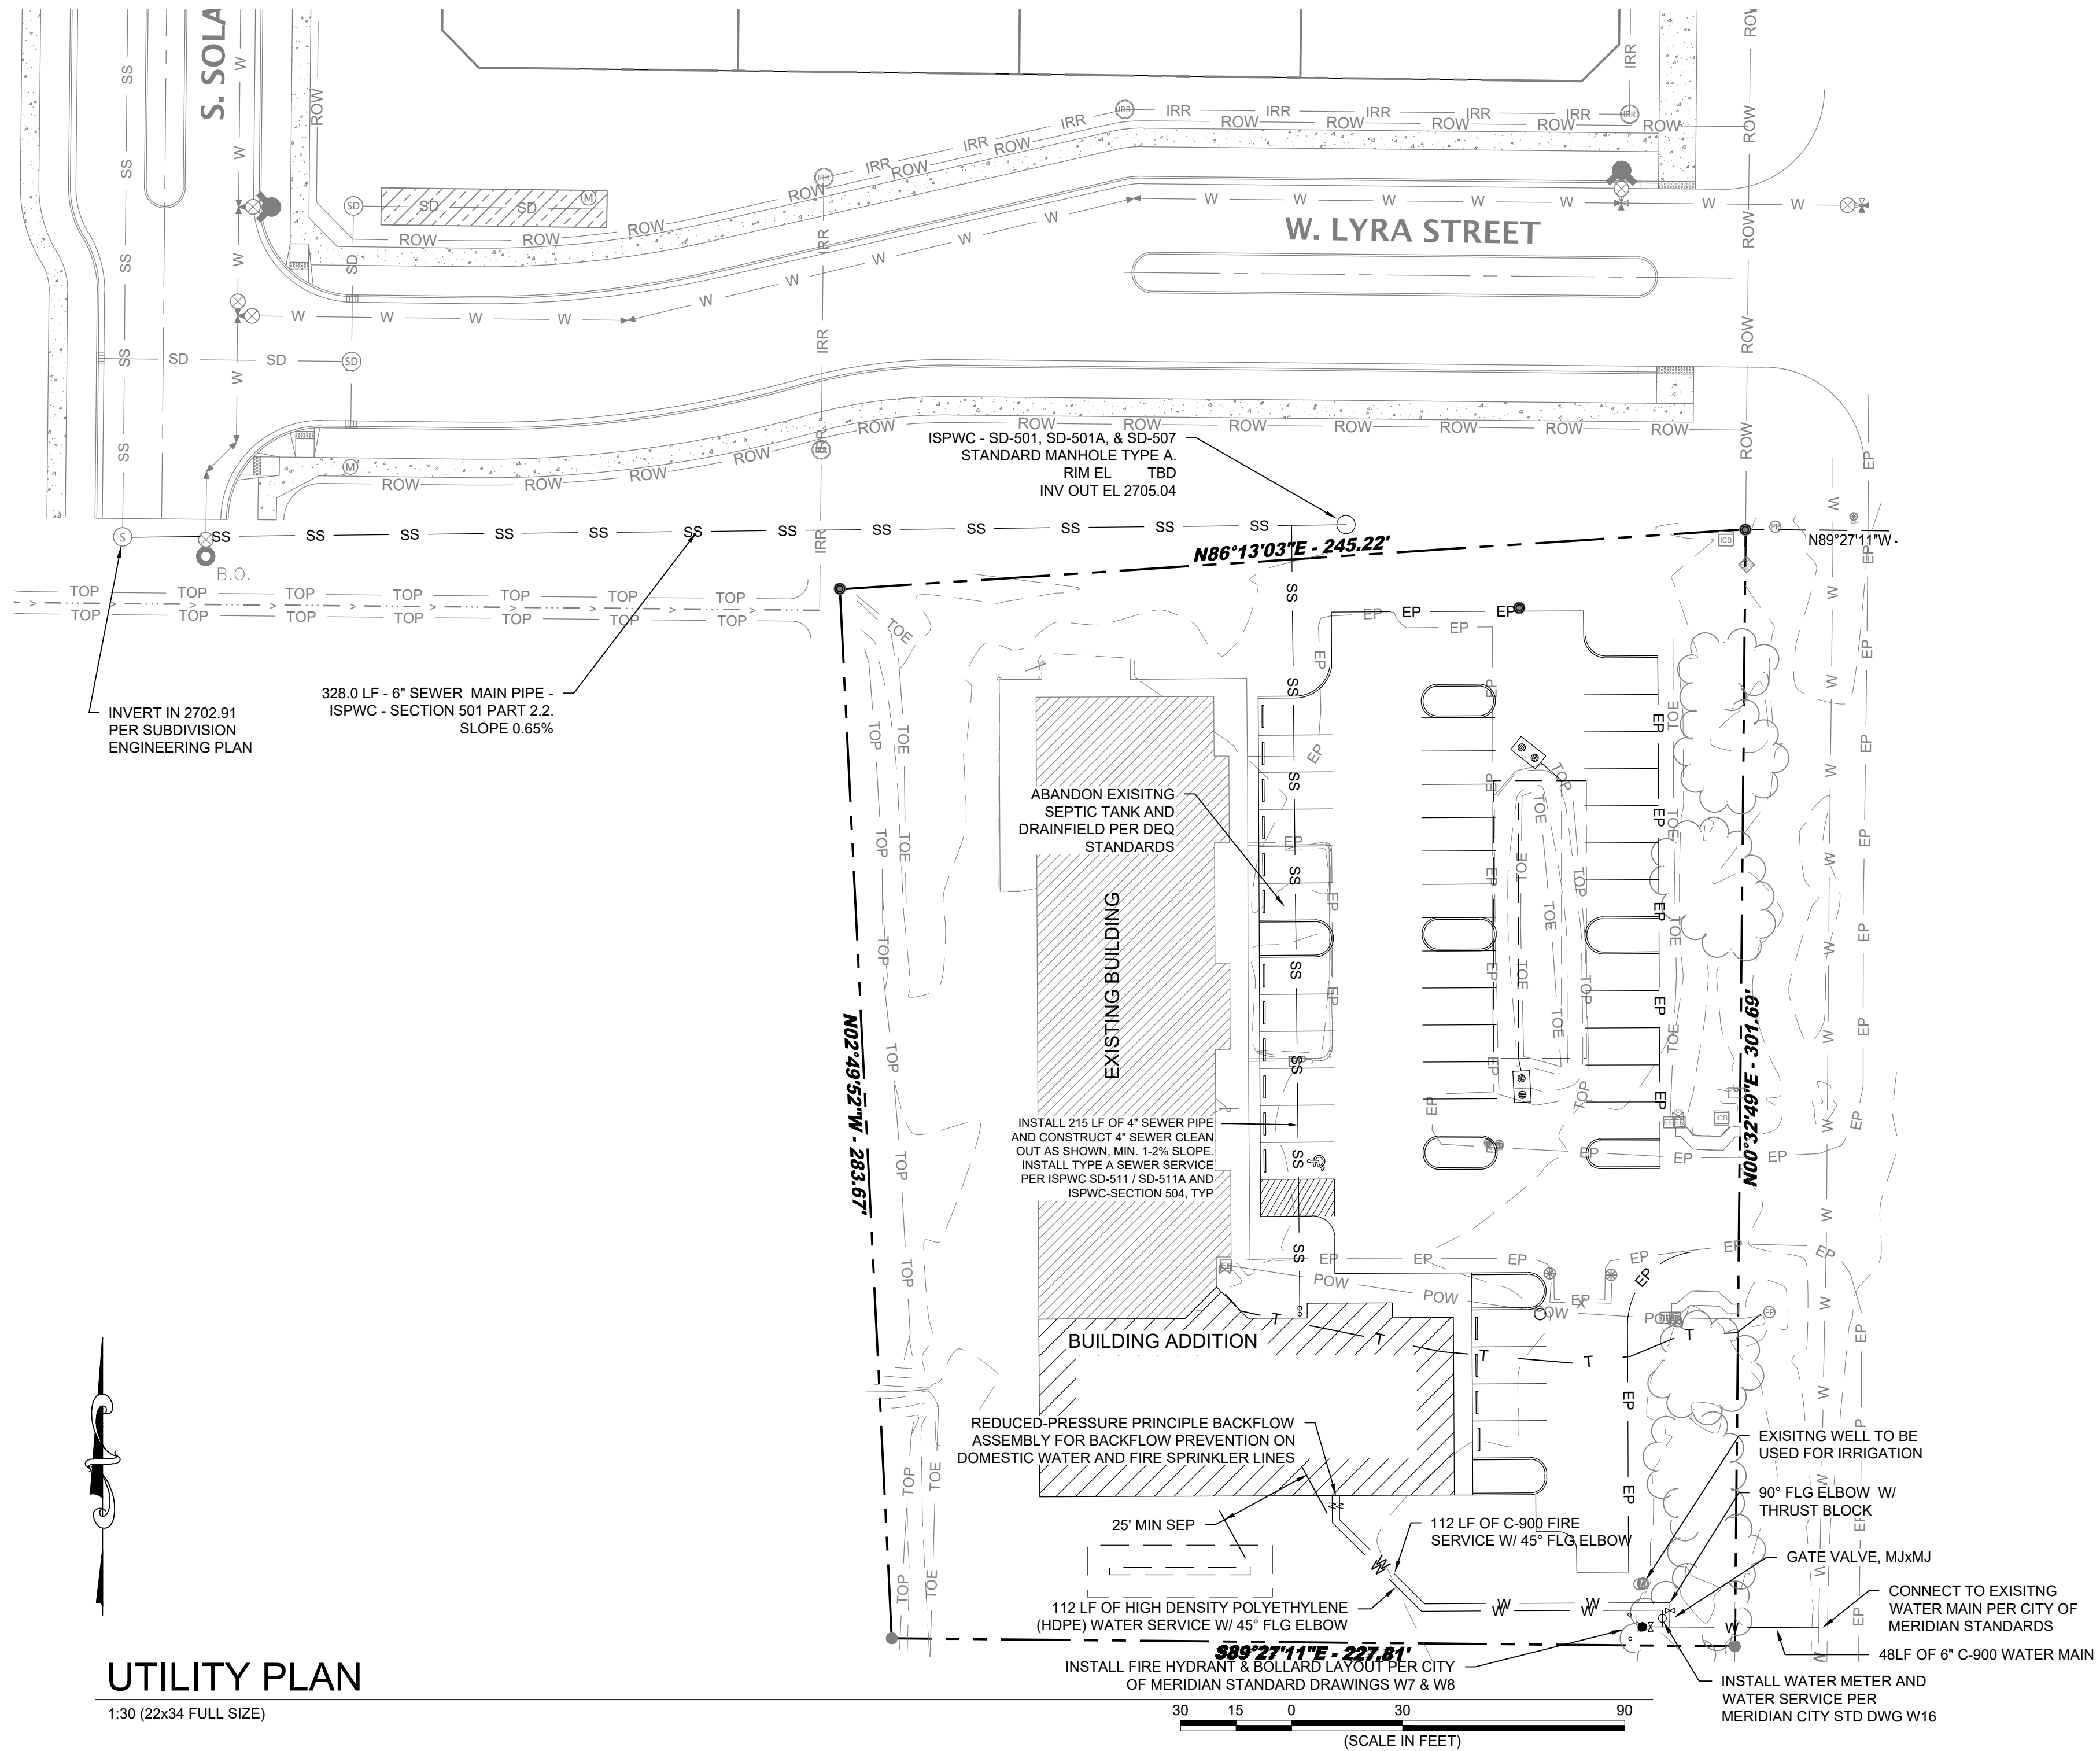 S. SOLA
W. LYRA STREET
ROW
IRR
SD
SS
W
M
S
B.O.
ISPWC - SD-501, SD-501A, & SD-507
STANDARD MANHOLE TYPE A.
RIM EL TBD
INV OUT EL 2705.04
N86°13'03"E - 245.22'
N89°27'11"W
PP
ICB
INVERT IN 2702.91
PER SUBDIVISION
ENGINEERING PLAN
328.0 LF - 6" SEWER MAIN PIPE -
ISPWC - SECTION 501 PART 2.2.
SLOPE 0.65%
TOP
TOE
EP
ABANDON EXISITNG
SEPTIC TANK AND
DRAINFIELD PER DEQ
STANDARDS
EXISTING BUILDING
N02°49'52"W - 283.67'
N00°32'49"E - 301.69'
INSTALL 215 LF OF 4" SEWER PIPE
AND CONSTRUCT 4" SEWER CLEAN
OUT AS SHOWN, MIN. 1-2% SLOPE.
INSTALL TYPE A SEWER SERVICE
PER ISPWC SD-511 / SD-511A AND
ISPWC-SECTION 504, TYP
POW
T
BUILDING ADDITION
REDUCED-PRESSURE PRINCIPLE BACKFLOW
ASSEMBLY FOR BACKFLOW PREVENTION ON
DOMESTIC WATER AND FIRE SPRINKLER LINES
EXISITNG WELL TO BE
USED FOR IRRIGATION
90° FLG ELBOW W/
THRUST BLOCK
25' MIN SEP
112 LF OF C-900 FIRE
SERVICE W/ 45° FLG ELBOW
GATE VALVE, MJxMJ
CONNECT TO EXISITNG
WATER MAIN PER CITY OF
MERIDIAN STANDARDS
112 LF OF HIGH DENSITY POLYETHYLENE
(HDPE) WATER SERVICE W/ 45° FLG ELBOW
S89°27'11"E - 227.81'
48LF OF 6" C-900 WATER MAIN
INSTALL FIRE HYDRANT & BOLLARD LAYOUT PER CITY
OF MERIDIAN STANDARD DRAWINGS W7 & W8
INSTALL WATER METER AND
WATER SERVICE PER
MERIDIAN CITY STD DWG W16
UTILITY PLAN
1:30 (22x34 FULL SIZE)
30 15 0 30 90
(SCALE IN FEET)